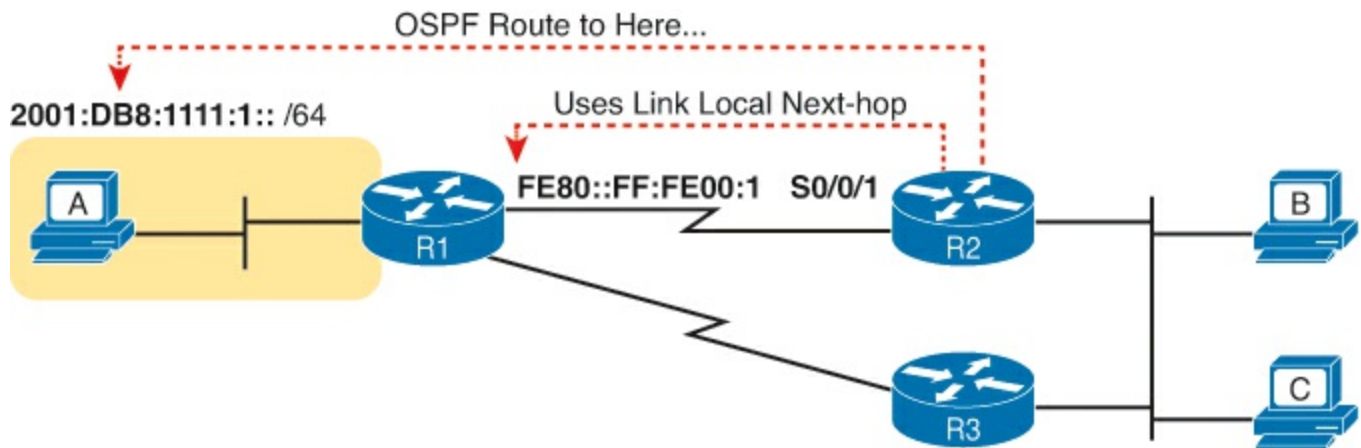 OSPF Route to Here...
2001:DB8:1111:1:: /64
Uses Link Local Next-hop
FE80::FF:FE00:1 S0/0/1
A
R1
R2
B
R3
C